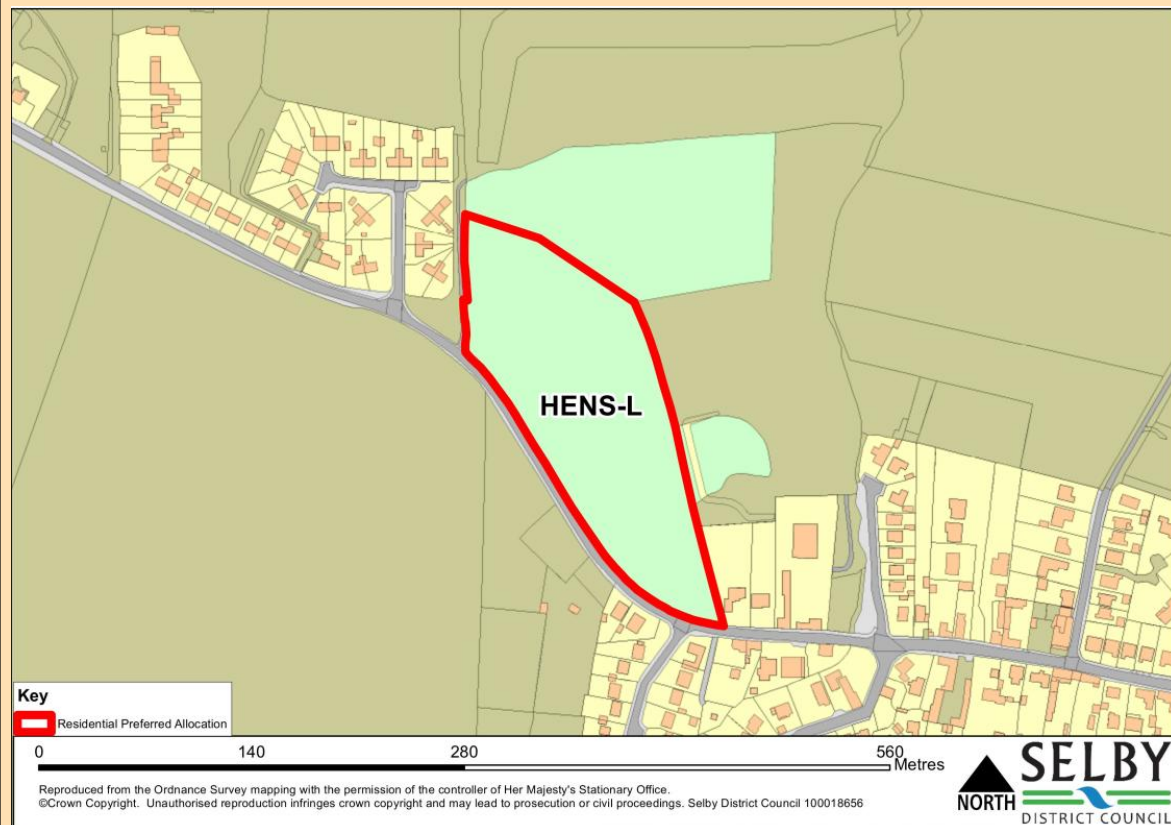 HENS-L
Key
Residential Preferred Allocation
0 140 280 560
Metres
Reproduced from the Ordnance Survey mapping with the permission of the controller of Her Majesty's Stationary Office.
©Crown Copyright. Unauthorised reproduction infringes crown copyright and may lead to prosecution or civil proceedings. Selby District Council 100018656
NORTH
SELBY
DISTRICT COUNCIL